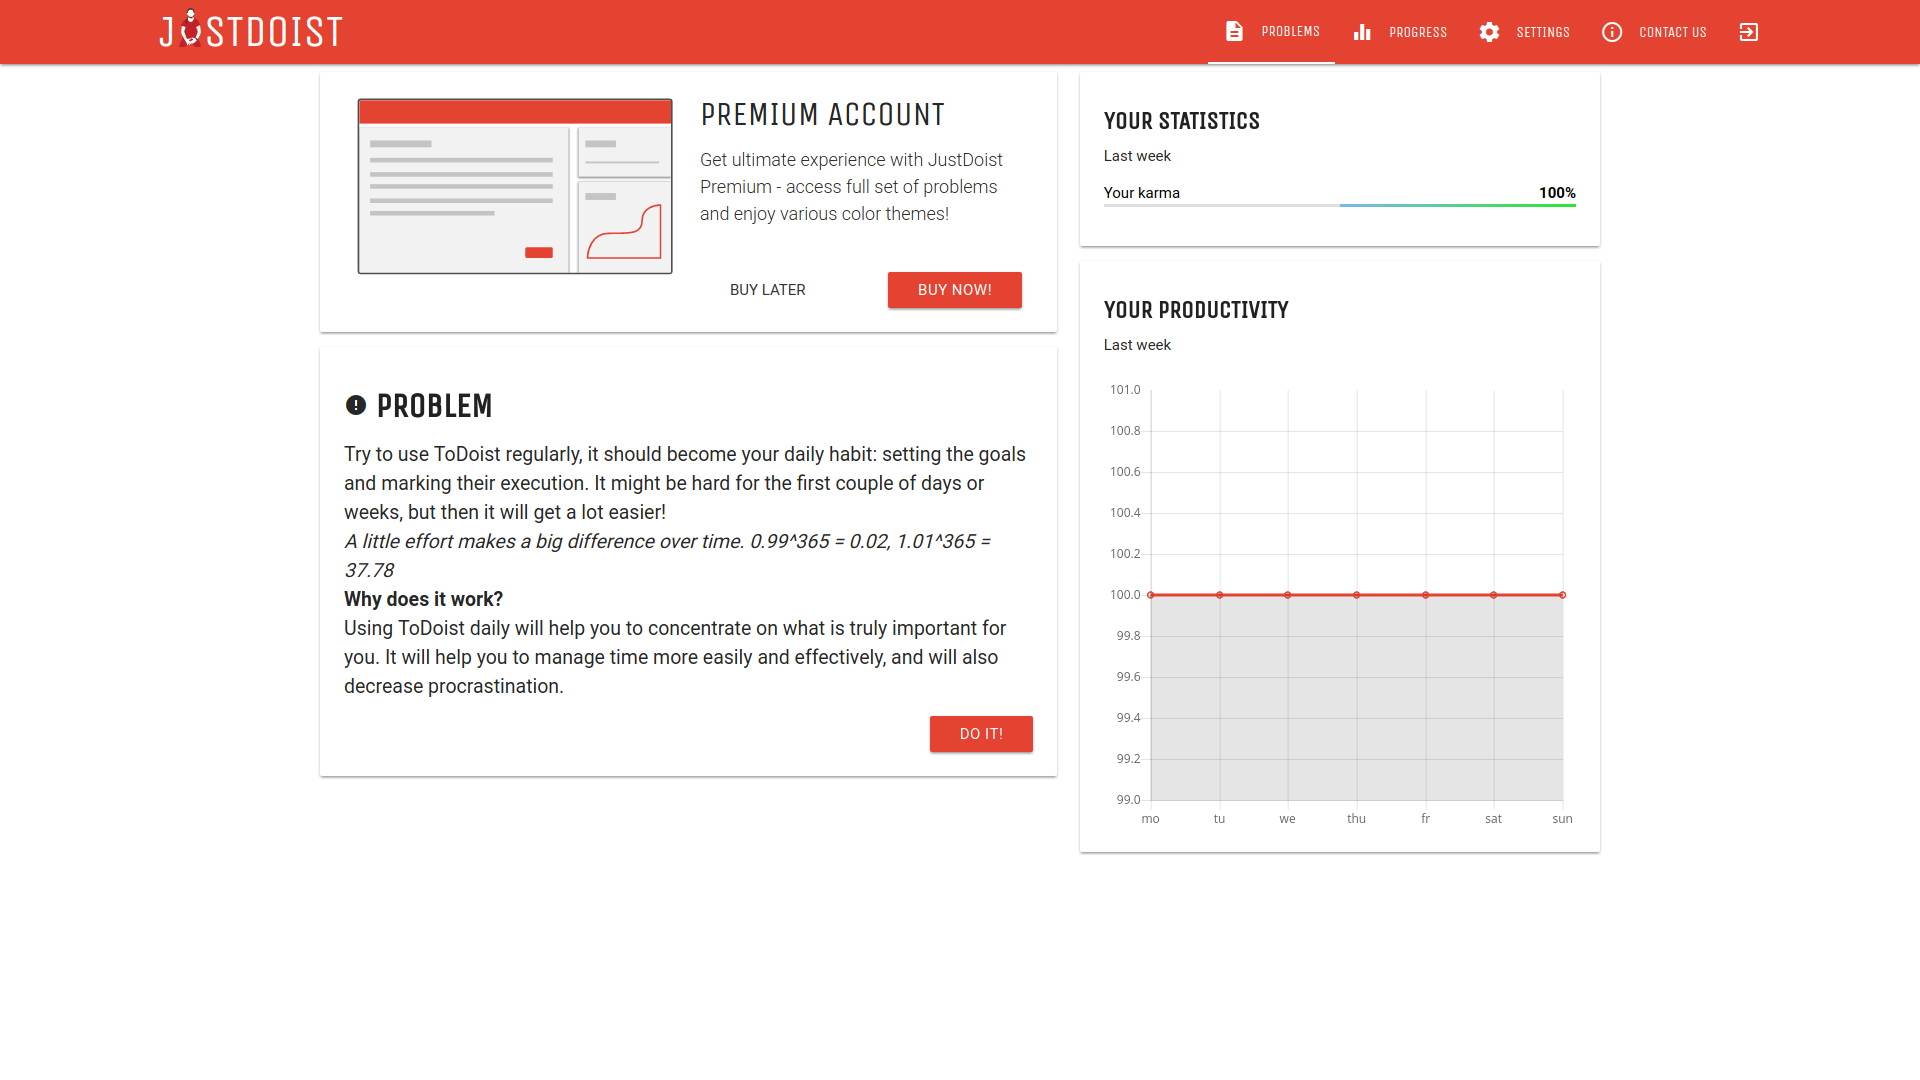 JUSTDOIST
PROBLEMS
PROGRESS
SETTINGS
CONTACT US
PREMIUM ACCOUNT
Get ultimate experience with JustDoist
Premium - access full set of problems
and enjoy various color themes!
BUY LATER
BUY NOW!
PROBLEM
Try to use ToDoist regularly, it should become your daily habit: setting the goals
and marking their execution. It might be hard for the first couple of days or
weeks, but then it will get a lot easier!
A little effort makes a big difference over time. 0.99^365 = 0.02, 1.01^365 =
37.78
Why does it work?
Using ToDoist daily will help you to concentrate on what is truly important for
you. It will help you to manage time more easily and effectively, and will also
decrease procrastination.
DO IT!
YOUR STATISTICS
Last week
Your karma 100%
YOUR PRODUCTIVITY
Last week
101.0
100.8
100.6
100.4
100.2
100.0
99.8
99.6
99.4
99.2
99.0
mo tu we thu fr sat sun